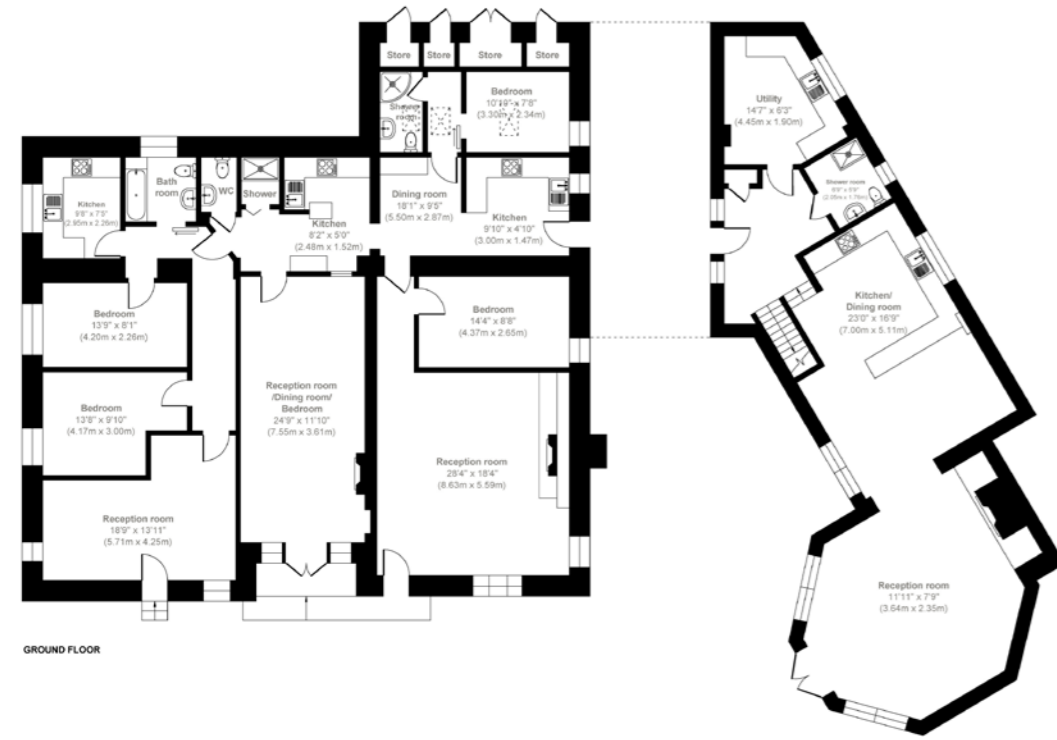 Store
Store
Store
Store
Shower
room
Bedroom
10'10" x 7'8"
(3.30m x 2.34m)
Utility
14'7" x 6'3"
(4.45m x 1.90m)
Kitchen
9'8" x 7'5"
(2.95m x 2.26m)
Bath
room
WC
Shower
Kitchen
8'2" x 5'0"
(2.48m x 1.52m)
Dining room
18'1" x 9'5"
(5.50m x 2.87m)
Kitchen
9'10" x 4'10"
(3.00m x 1.47m)
Shower room
Kitchen/
Dining room
23'0" x 16'9"
(7.00m x 5.11m)
Bedroom
13'9" x 8'1"
(4.20m x 2.26m)
Bedroom
14'4" x 8'8"
(4.37m x 2.65m)
Bedroom
13'8" x 9'10"
(4.17m x 3.00m)
Reception room
/Dining room/
Bedroom
24'9" x 11'10"
(7.55m x 3.61m)
Reception room
28'4" x 18'4"
(8.63m x 5.59m)
Reception room
18'9" x 13'11"
(5.71m x 4.25m)
Reception room
11'11" x 7'9"
(3.64m x 2.35m)
GROUND FLOOR